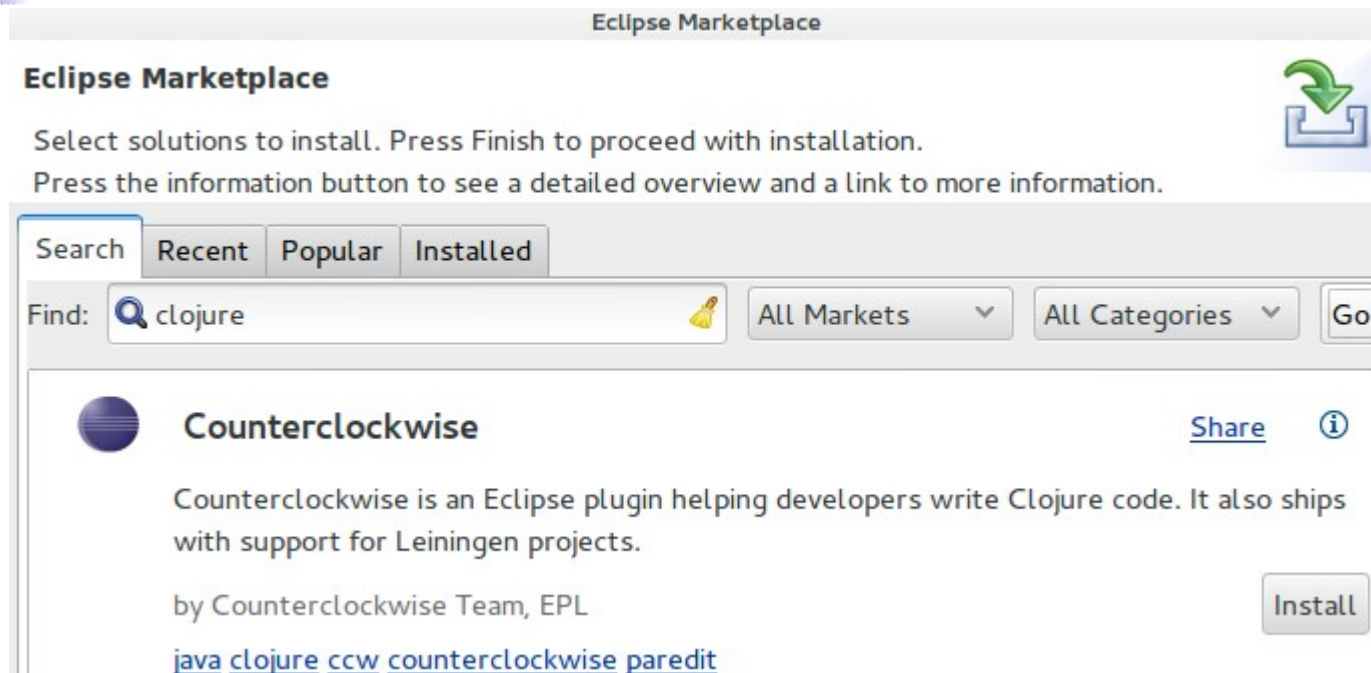 Eclipse Marketplace
Eclipse Marketplace
Select solutions to install. Press Finish to proceed with installation.
Press the information button to see a detailed overview and a link to more information.
Search Recent Popular Installed
Find: clojure All Markets All Categories Go
Counterclockwise Share
Counterclockwise is an Eclipse plugin helping developers write Clojure code. It also ships
with support for Leiningen projects.
by Counterclockwise Team, EPL Install
java clojure ccw counterclockwise paredit